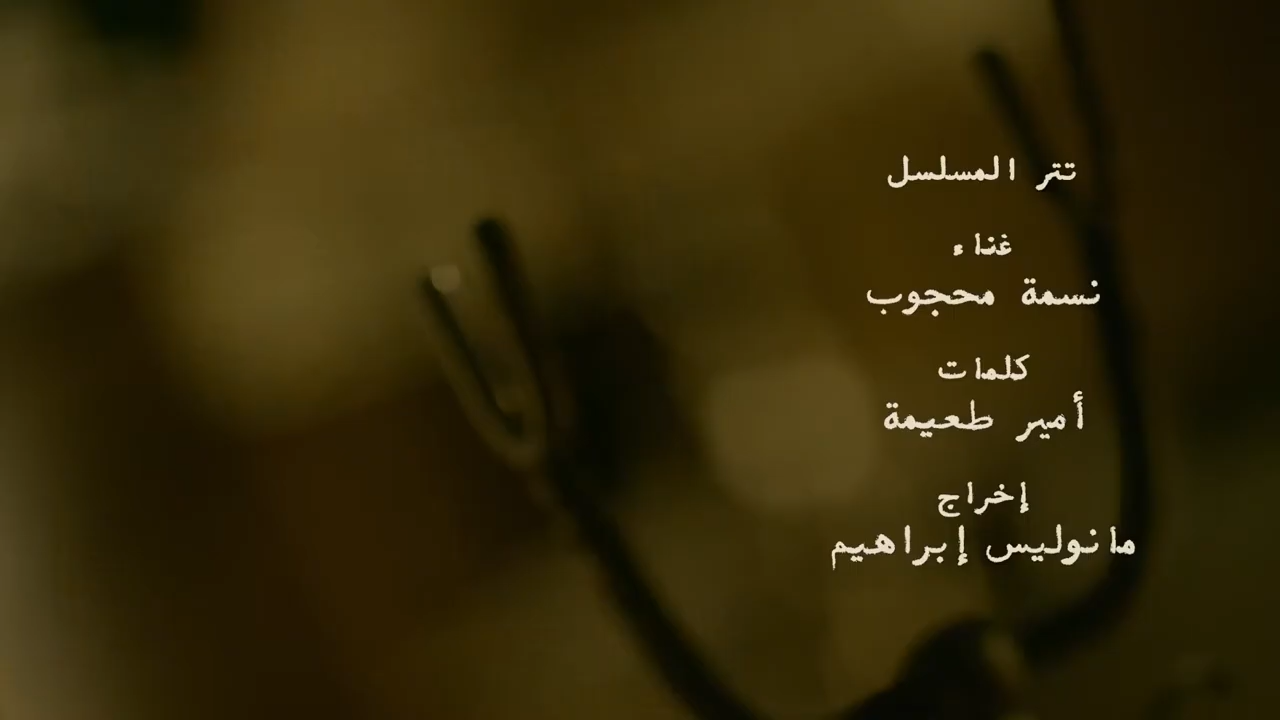 تتر المسلسل
غناء
نسمة محجوب
كلمات
أمير طعيمة
إخراج
مانوليس إبراهيم